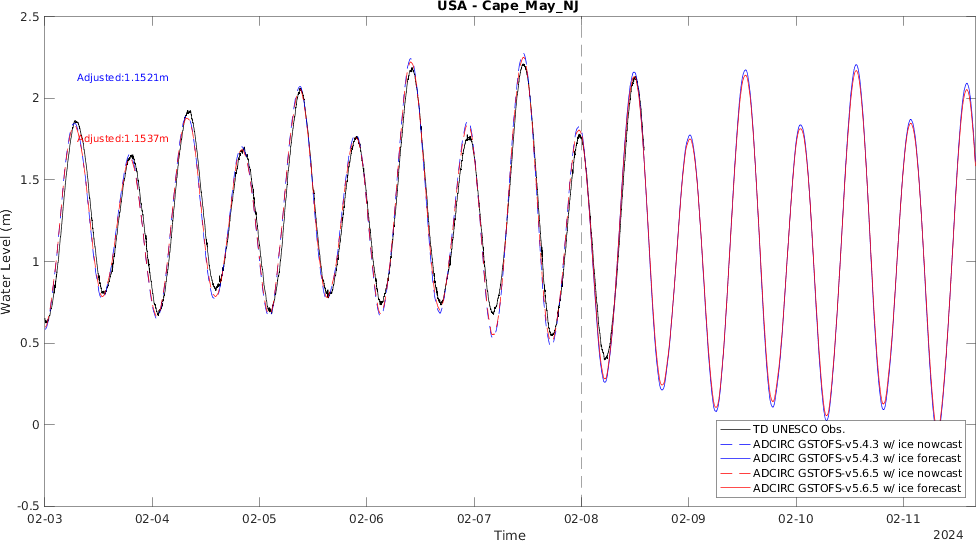 USA - Cape_May_NJ
2.5
Adjusted:1.1521m
2
Adjusted:1.1537m
1.5
Water Level (m)
1
0.5
0
TD UNESCO Obs.
ADCIRC GSTOFS-v5.4.3 w/ ice nowcast
ADCIRC GSTOFS-v5.4.3 w/ ice forecast
ADCIRC GSTOFS-v5.6.5 w/ ice nowcast
ADCIRC GSTOFS-v5.6.5 w/ ice forecast
-0.5
02-03 02-04 02-05 02-06 02-07 02-08 02-09 02-10 02-11
Time
2024